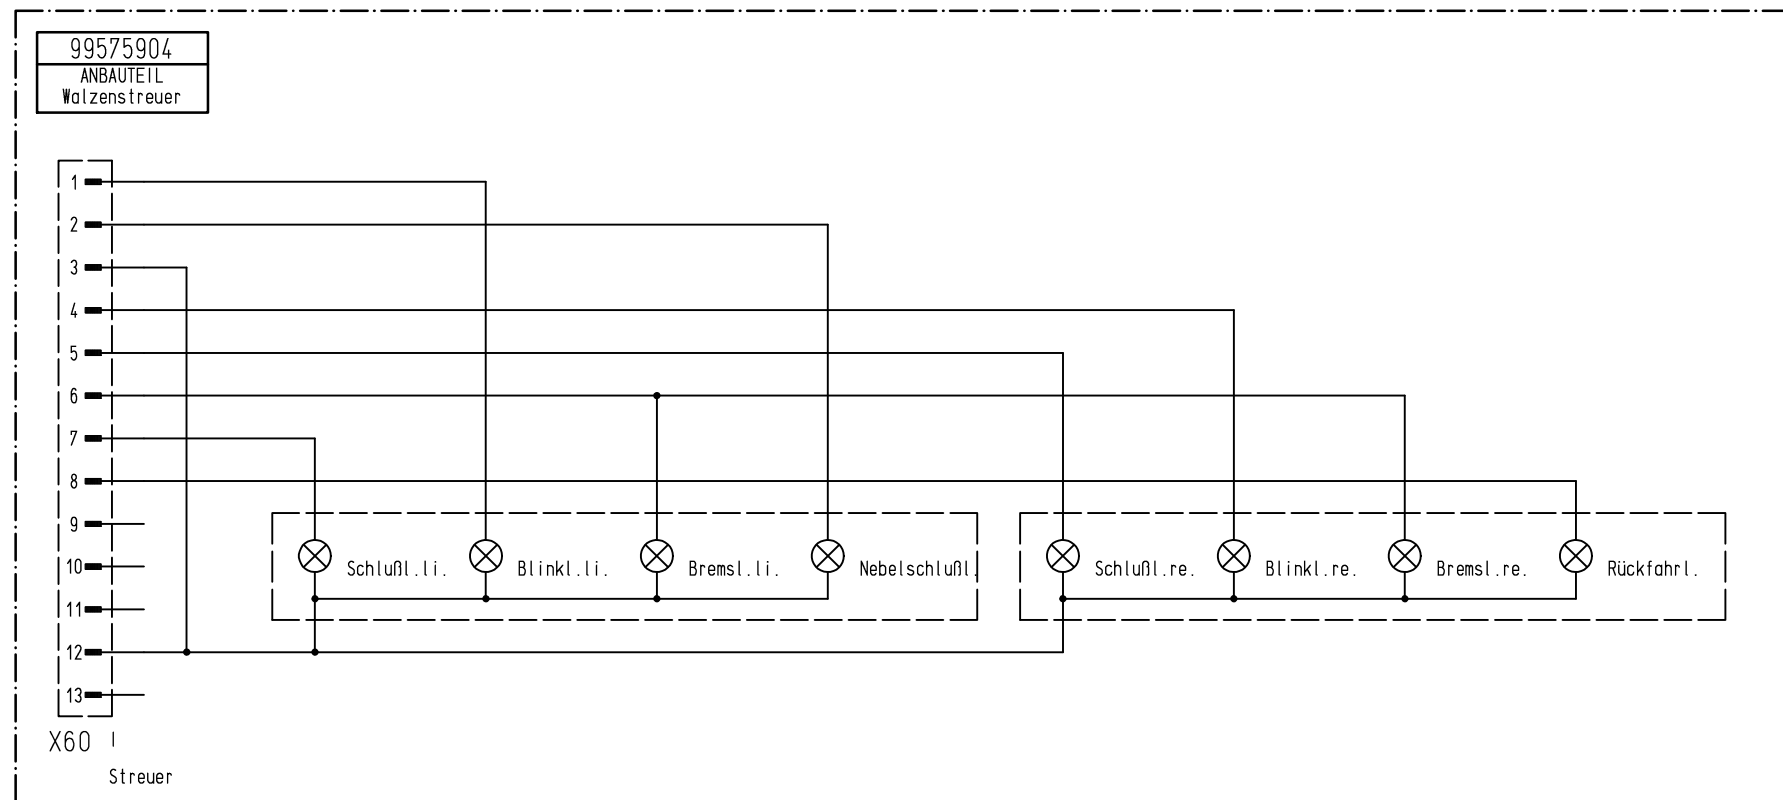 99575904
ANBAUTEIL
Walzenstreuer
1
2
3
4
5
6
7
8
9
10
11
12
13
Schlußl.li.
Blinkl.li.
Bremsl.li.
Nebelschlußl.
Schlußl.re.
Blinkl.re.
Bremsl.re.
Rückfahrl.
X60
Streuer